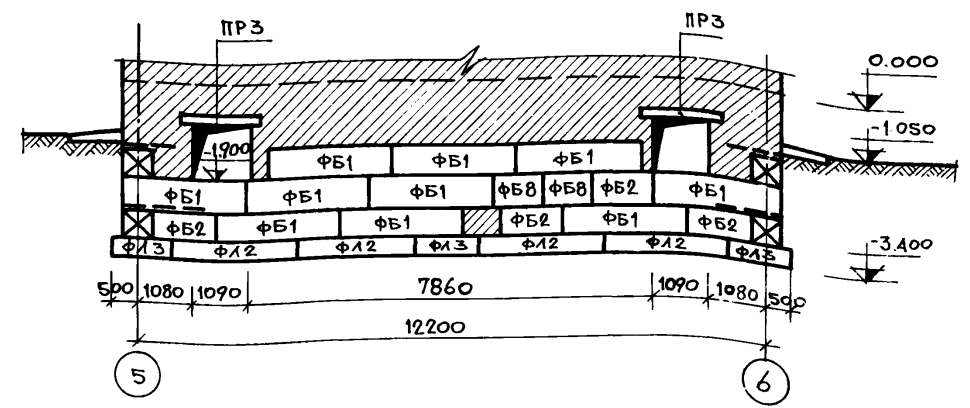 ПР3 ПР3
0.000
-1.050
-1.900
ФБ1 ФБ1 ФБ1
ФБ1 ФБ1 ФБ1 ФБ8 ФБ8 ФБ2 ФБ1
ФБ2 ФБ1 ФБ1 ФБ2 ФБ1 ФБ2
ФЛ3 ФЛ2 ФЛ2 ФЛ3 ФЛ2 ФЛ2 ФЛ3
-3.400
500 1080 1090 7860 1090 1080 500
12200
5 6